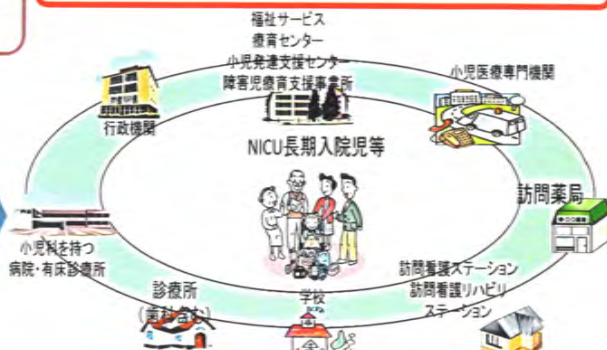 福祉サービス
療育センター
小児発達支援センター
障害児療育支援事業所
小児医療専門機関
行政機関
NICU長期入院児等
訪問薬局
小児科を持つ
病院・有床診療所
診療所
(歯科含む)
学校
訪問看護ステーション
訪問看護リハビリ
ステーション